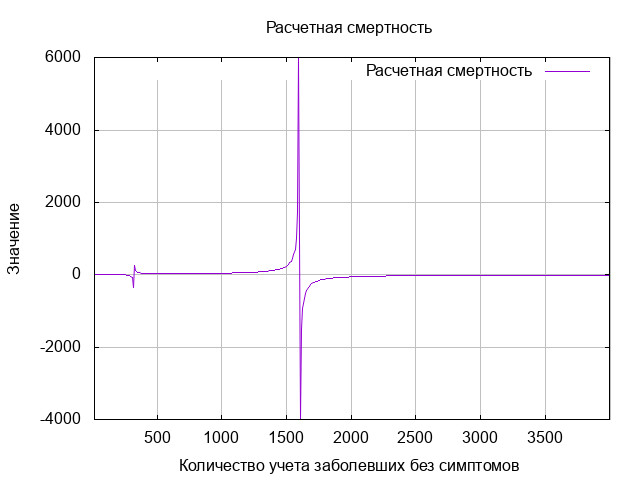 Расчетная смертность
Расчетная смертность
6000
4000
2000
0
-2000
-4000
Значение
500 1000 1500 2000 2500 3000 3500
Количество учета заболевших без симптомов